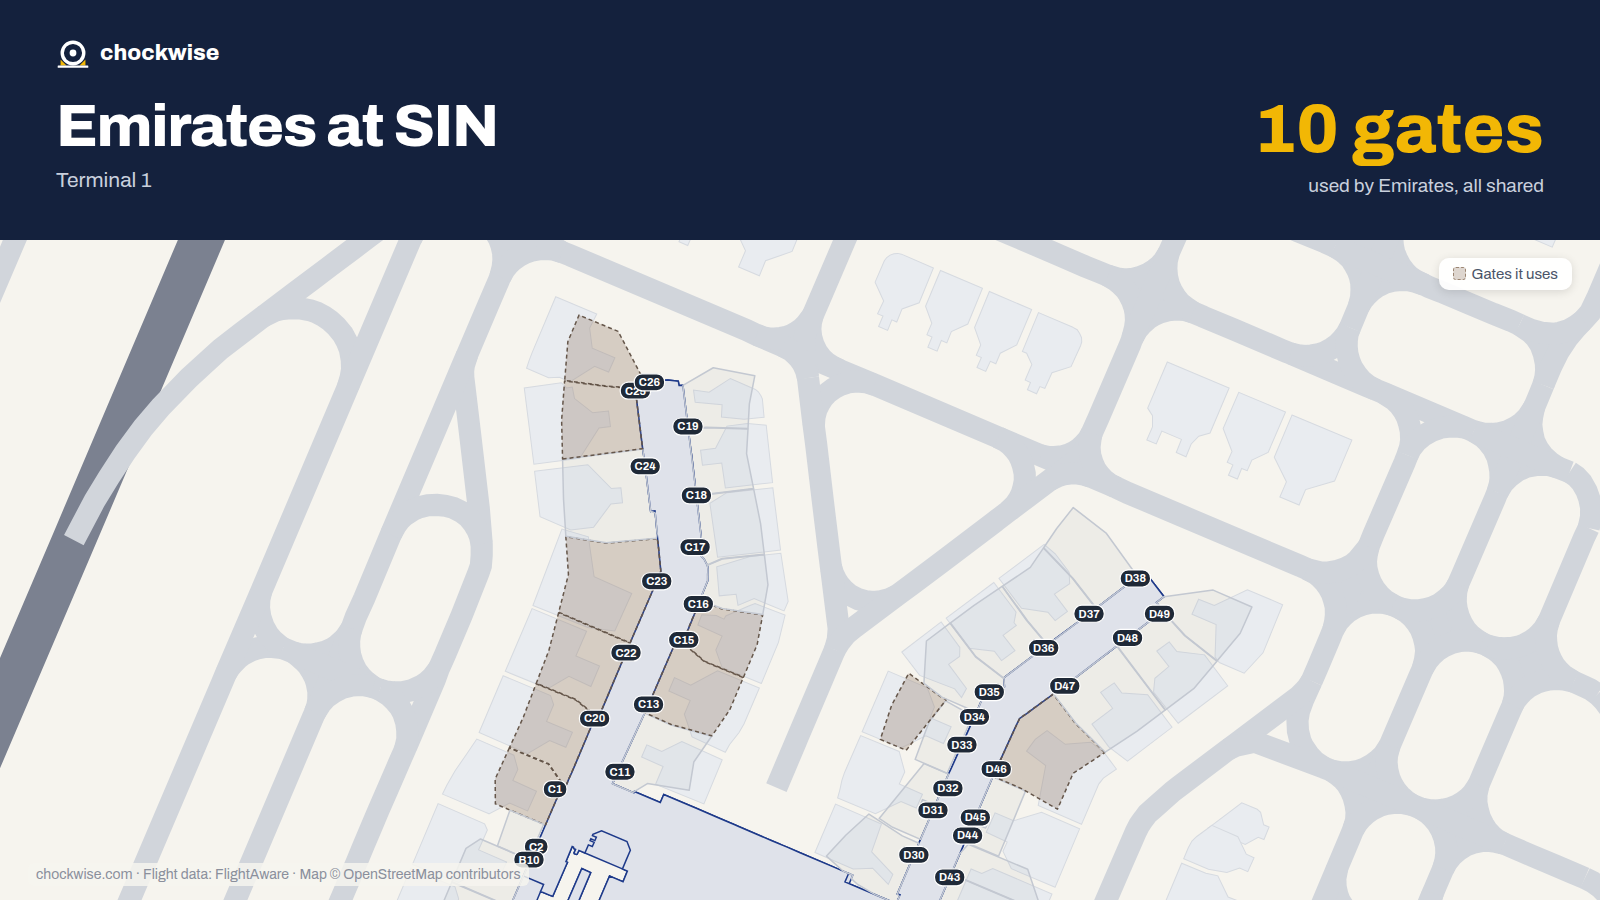 chockwise
Emirates at SIN
Terminal 1
10 gates
used by Emirates, all shared
Gates it uses
C26
C25
C19
C24
C18
C17
C23
C16
C15
C22
C13
C20
C11
C1
C2
B10
D38
D37
D49
D48
D36
D47
D35
D34
D33
D46
D32
D31
D45
D44
D30
D43
chockwise.com · Flight data: FlightAware · Map © OpenStreetMap contributors